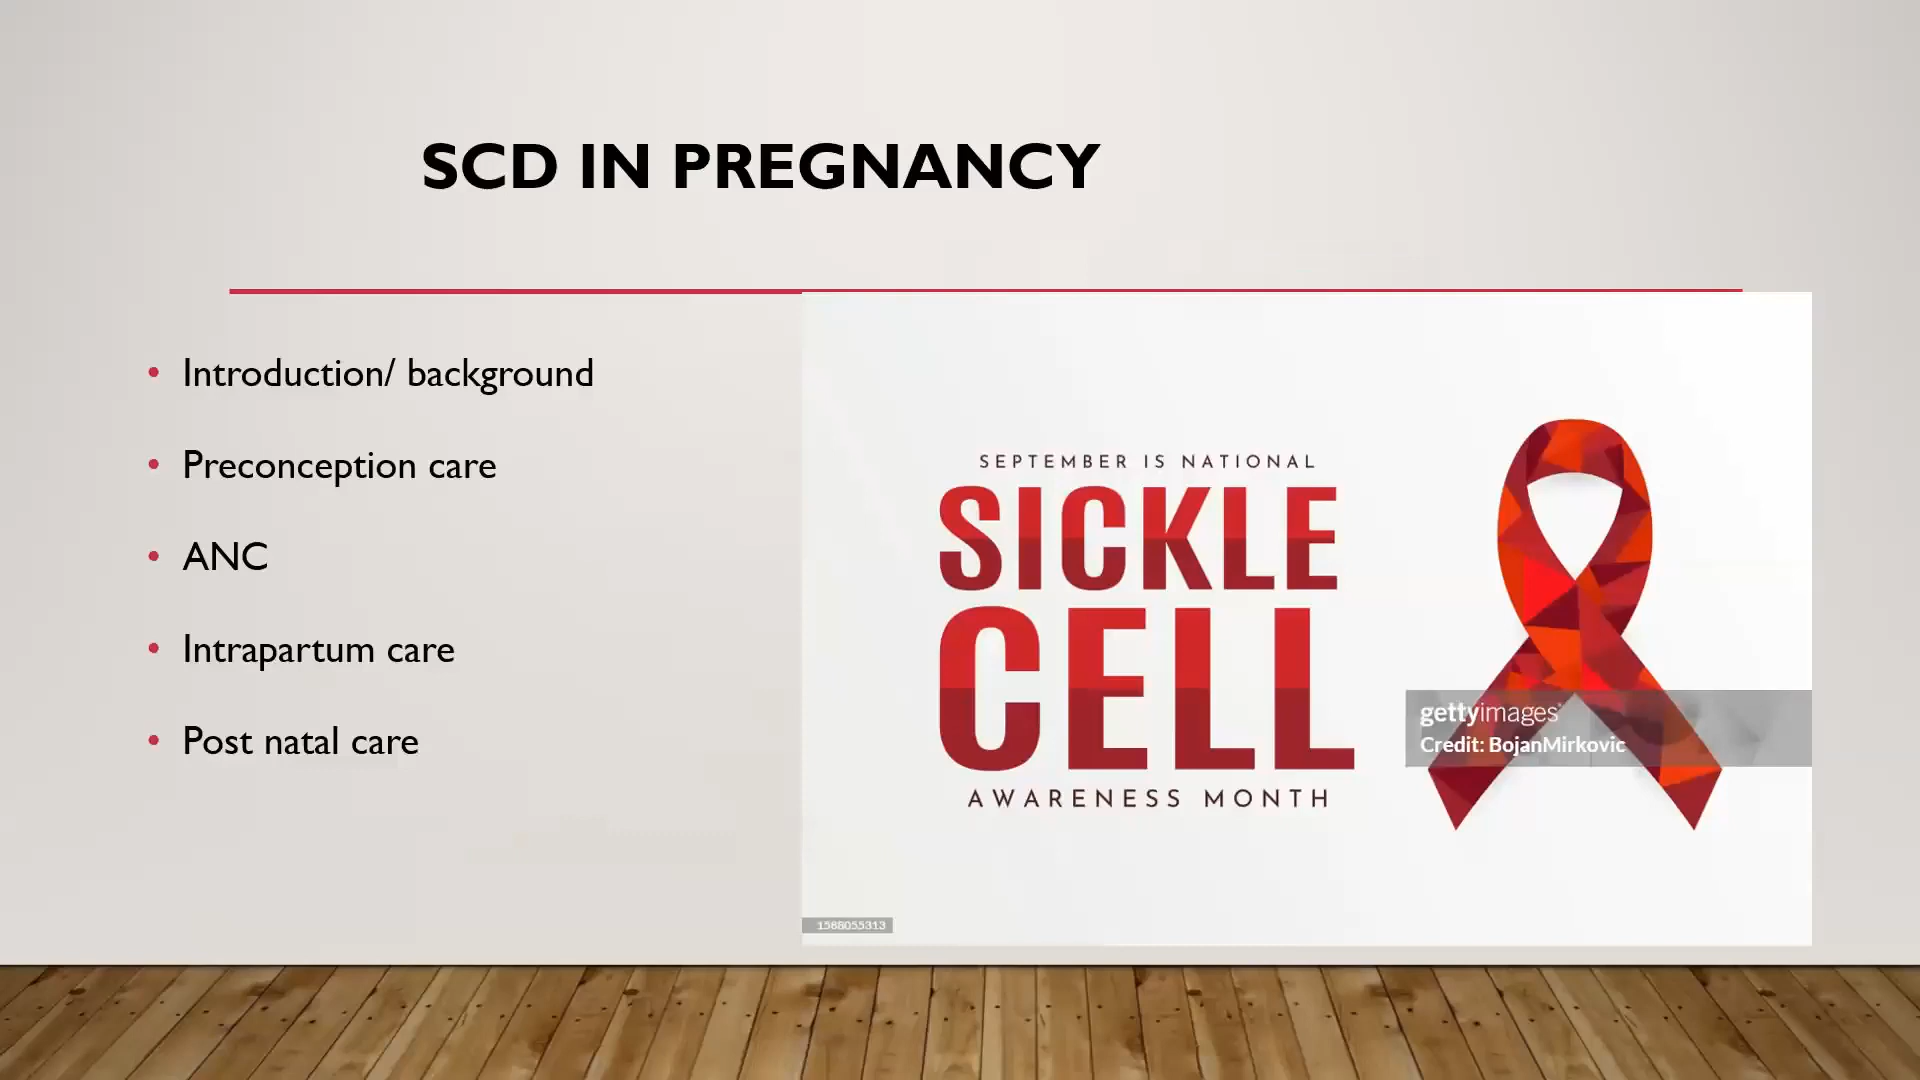 SCD IN PREGNANCY
• Introduction/ background
• Preconception care
• ANC
• Intrapartum care
• Post natal care
SEPTEMBER IS NATIONAL
SICKLE
CELL
AWARENESS MONTH
gettyimages
Credit: BojanMirkovic
1588055313